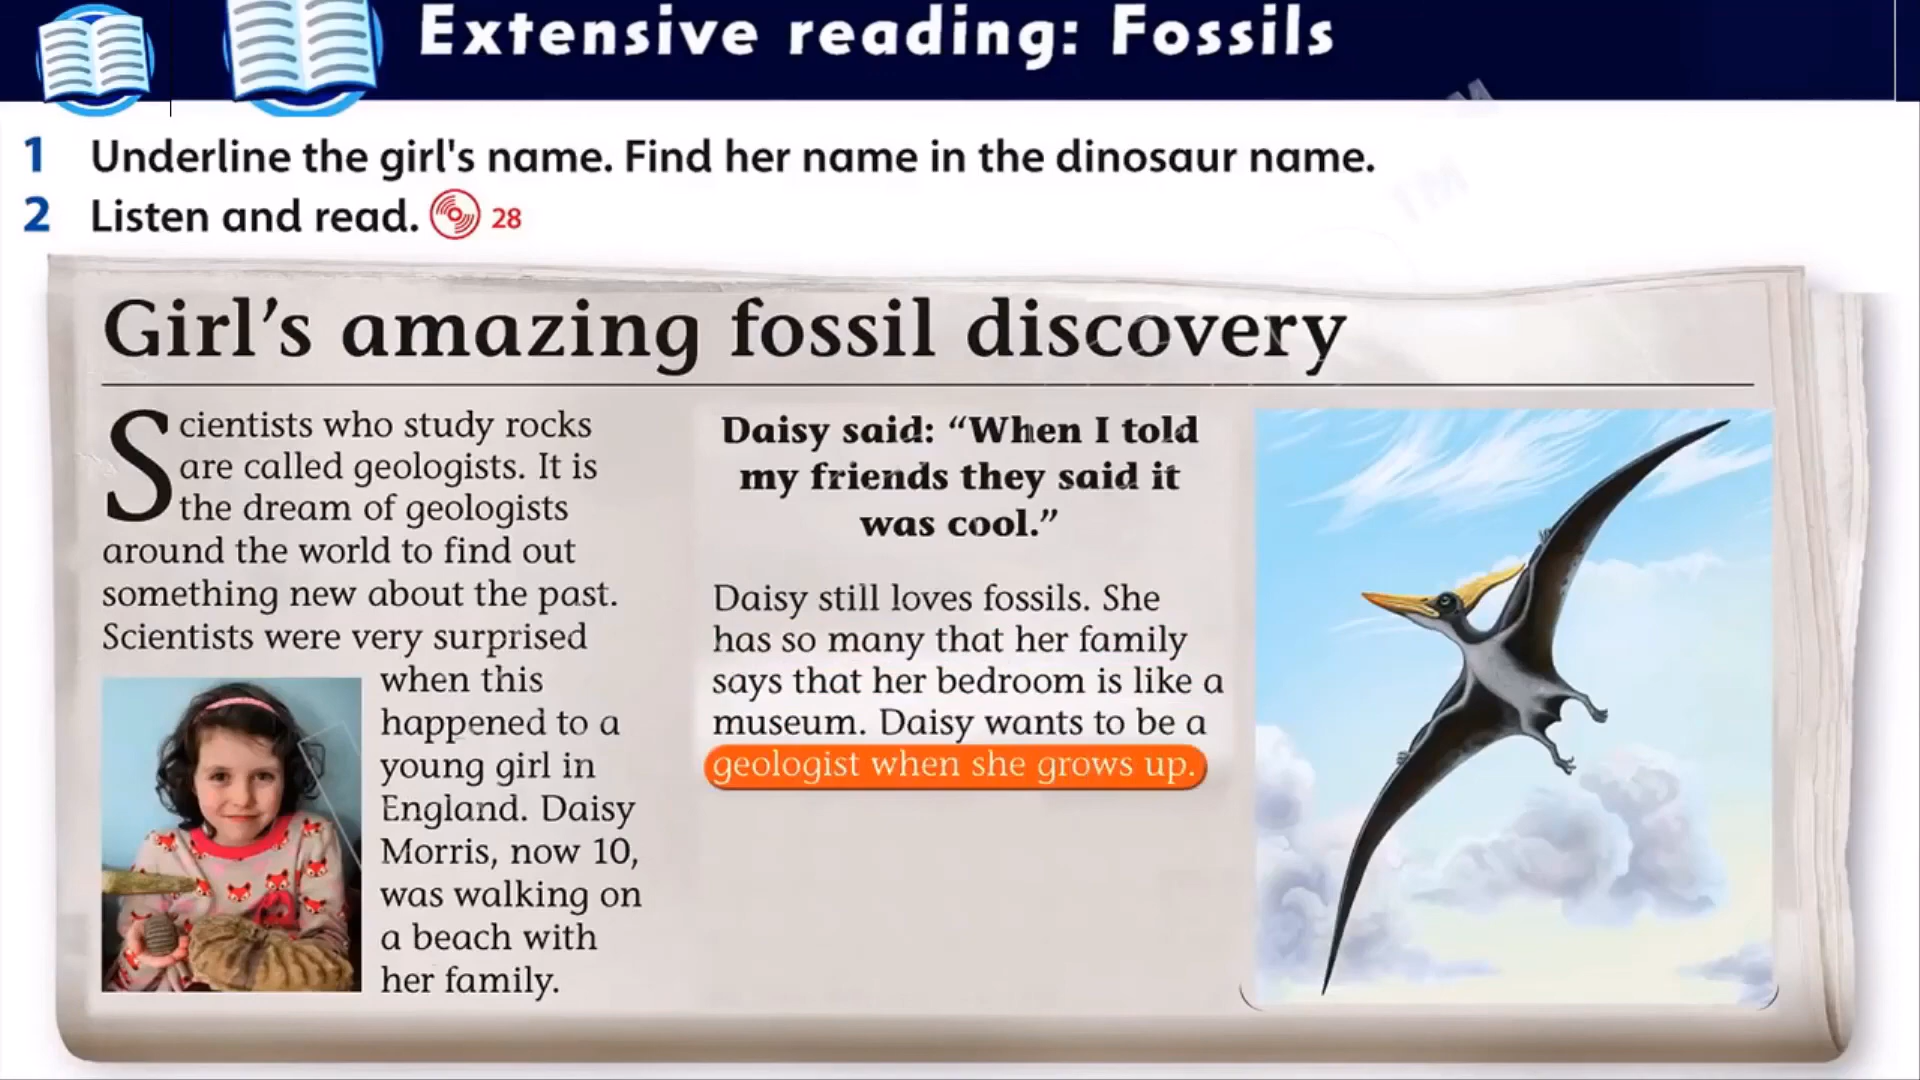 Extensive reading: Fossils
1 Underline the girl's name. Find her name in the dinosaur name.
2 Listen and read. 28
Girl's amazing fossil discovery
Scientists who study rocks
are called geologists. It is
the dream of geologists
around the world to find out
something new about the past.
Scientists were very surprised
when this
happened to a
young girl in
England. Daisy
Morris, now 10,
was walking on
a beach with
her family.
Daisy said: “When I told
my friends they said it
was cool.”
Daisy still loves fossils. She
has so many that her family
says that her bedroom is like a
museum. Daisy wants to be a
geologist when she grows up.
TM